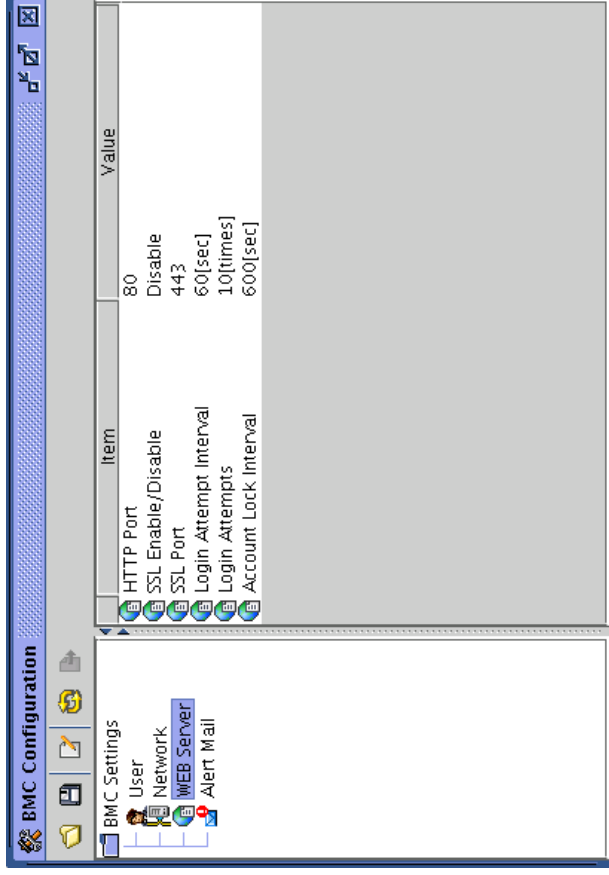 BMC Configuration
BMC Settings
User
Network
WEB Server
Alert Mail
Item Value
HTTP Port 80
SSL Enable/Disable Disable
SSL Port 443
Login Attempt Interval 60[sec]
Login Attempts 10[times]
Account Lock Interval 600[sec]